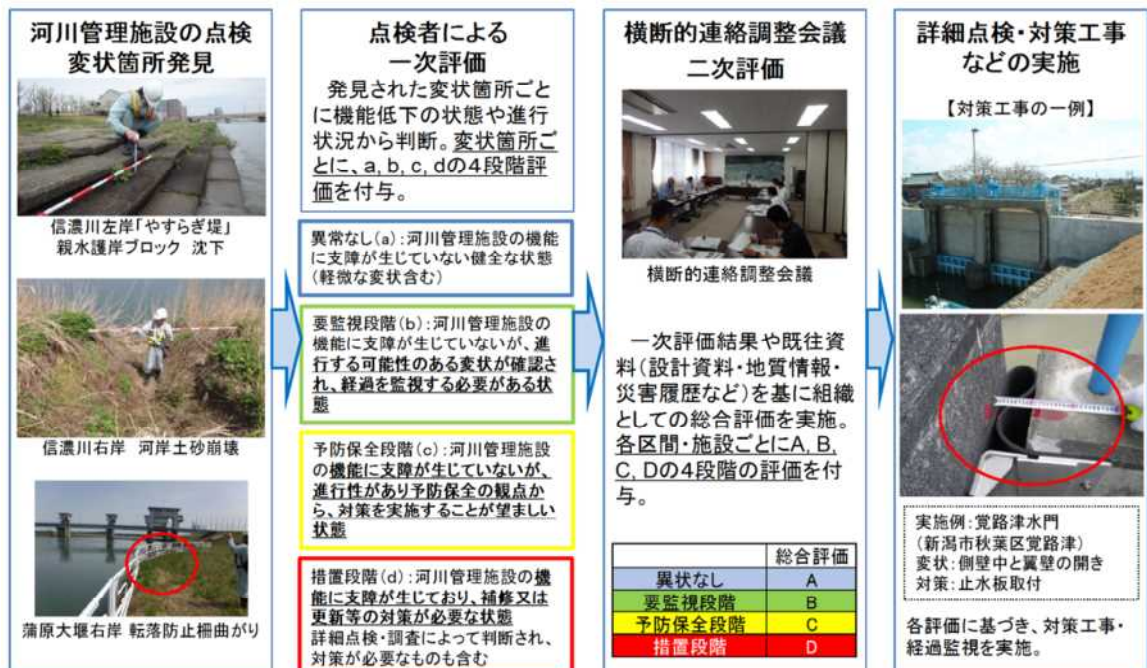 河川管理施設の点検
変状箇所発見
信濃川左岸「やすらぎ堤」
親水護岸ブロック 沈下
信濃川右岸 河岸土砂崩壊
蒲原大堰右岸 転落防止柵曲がり
点検者による
一次評価
発見された変状箇所ごと
に機能低下の状態や進行
状況から判断。変状箇所
ごとに、a, b, c, dの4段階評
価を付与。
異常なし(a):河川管理施設の機能
に支障が生じていない健全な状態
(軽微な変状含む)
要監視段階(b):河川管理施設の
機能に支障が生じていないが、進
行する可能性のある変状が確認
され、経過を監視する必要がある状
態
予防保全段階(c):河川管理施設
の機能に支障が生じていないが、
進行性があり予防保全の観点か
ら、対策を実施することが望ましい
状態
措置段階(d):河川管理施設の機
能に支障が生じており、補修又は
更新等の対策が必要な状態
詳細点検・調査によって判断され、
対策が必要なものも含む
横断的連絡調整会議
二次評価
横断的連絡調整会議
一次評価結果や既往資
料(設計資料・地質情報・
災害履歴など)を基に組織
としての総合評価を実施。
各区間・施設ごとにA, B,
C, Dの4段階の評価を付
与。
総合評価
異状なし A
要監視段階 B
予防保全段階 C
措置段階 D
詳細点検・対策工事
などの実施
【対策工事の一例】
実施例:覚路津水門
(新潟市秋葉区覚路津)
変状:側壁中と翼壁の開き
対策:止水板取付
各評価に基づき、対策工事・
経過監視を実施。